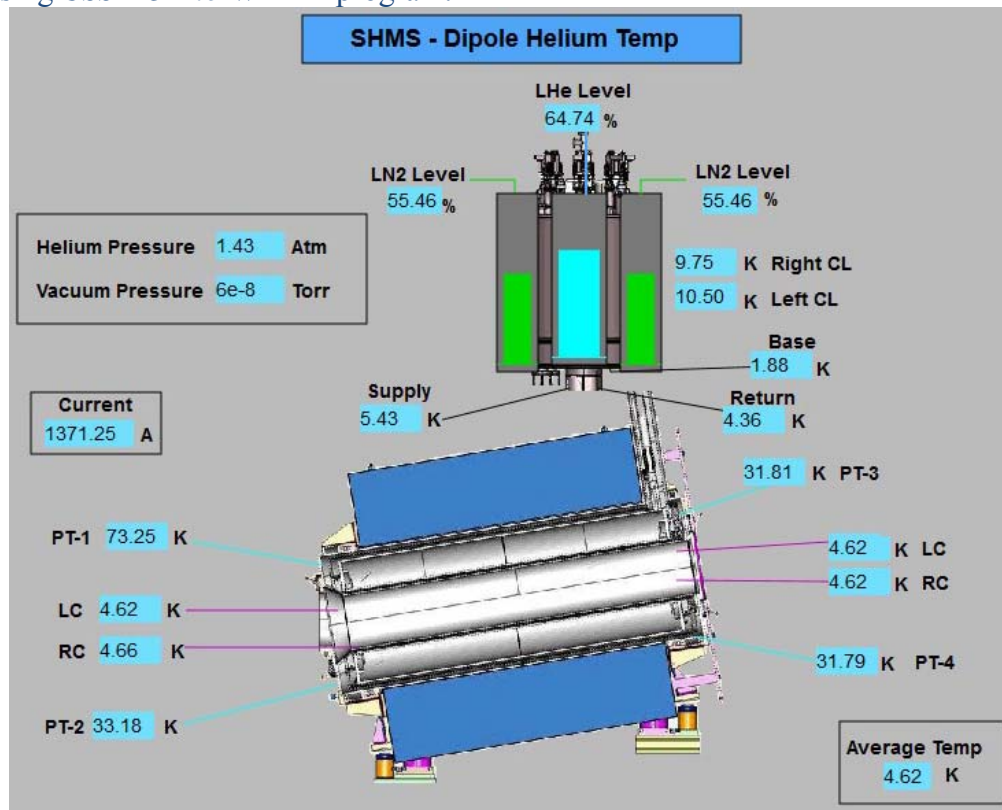 SHMS - Dipole Helium Temp
LHe Level
64.74 %
LN2 Level
55.46 %
LN2 Level
55.46 %
Helium Pressure 1.43 Atm
Vacuum Pressure 6e-8 Torr
9.75 K Right CL
10.50 K Left CL
Base
1.88 K
Current
1371.25 A
Supply
5.43 K
Return
4.36 K
31.81 K PT-3
PT-1 73.25 K
4.62 K LC
4.62 K RC
LC 4.62 K
RC 4.66 K
31.79 K PT-4
PT-2 33.18 K
Average Temp
4.62 K